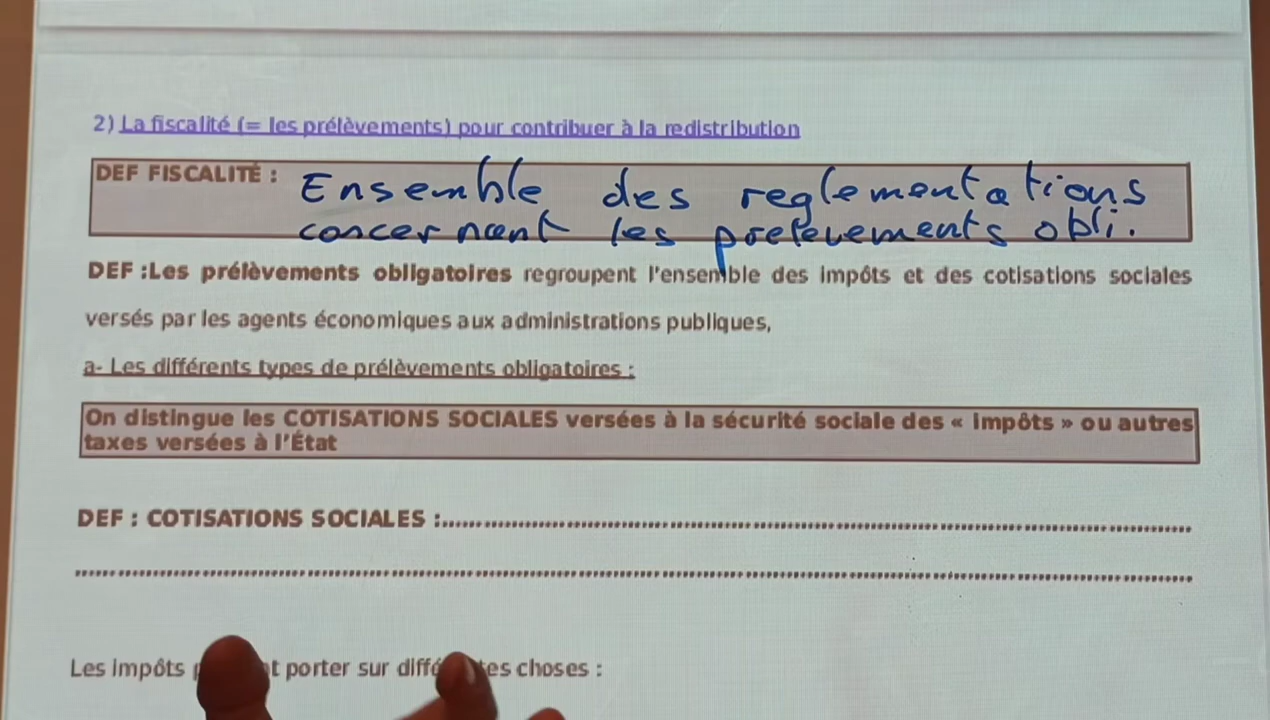 2) La fiscalité (= les prélèvements) pour contribuer à la redistribution
DEF FISCALITÉ : Ensemble des reglementations
concernant les prelevements obli.
DEF :Les prélèvements obligatoires regroupent l'ensemble des impôts et des cotisations sociales
versés par les agents économiques aux administrations publiques,
a- Les différents types de prélèvements obligatoires :
On distingue les COTISATIONS SOCIALES versées à la sécurité sociale des « impôts » ou autres
taxes versées à l'État
DEF : COTISATIONS SOCIALES :
Les impôts porter sur choses :